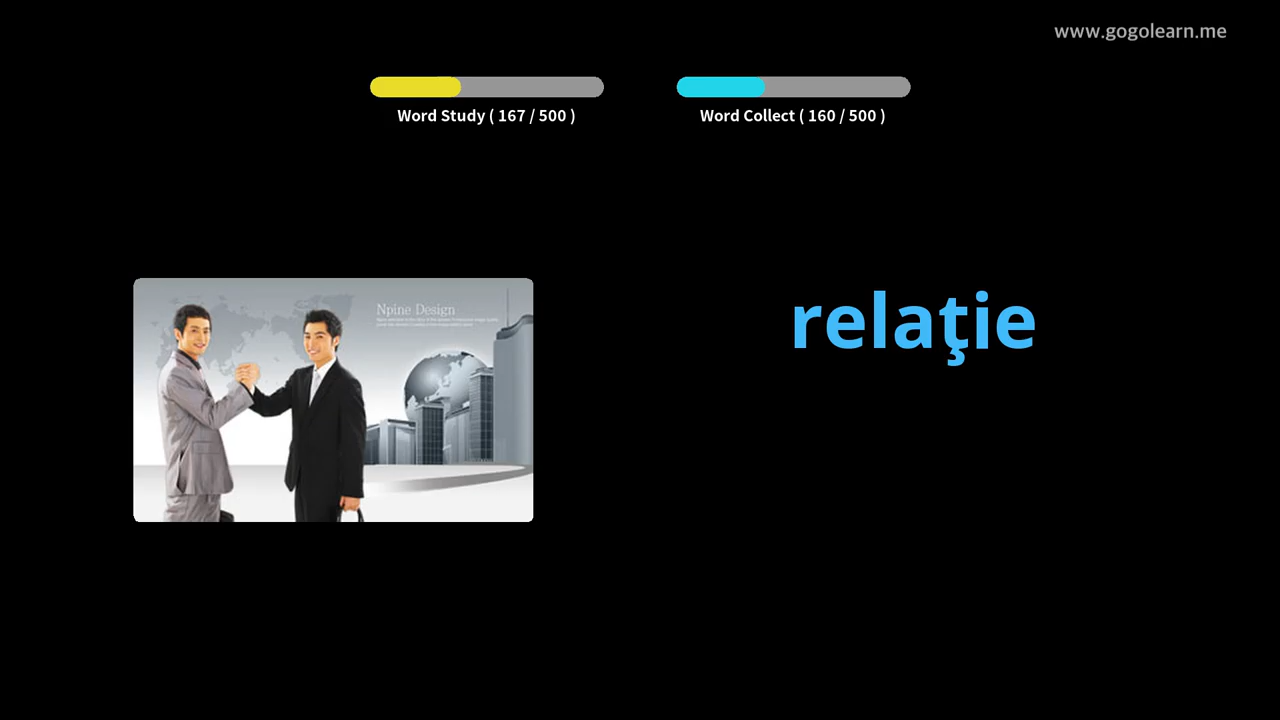 www.gogolearn.me
Word Study ( 167 / 500 )
Word Collect ( 160 / 500 )
Npine Design
relaţie